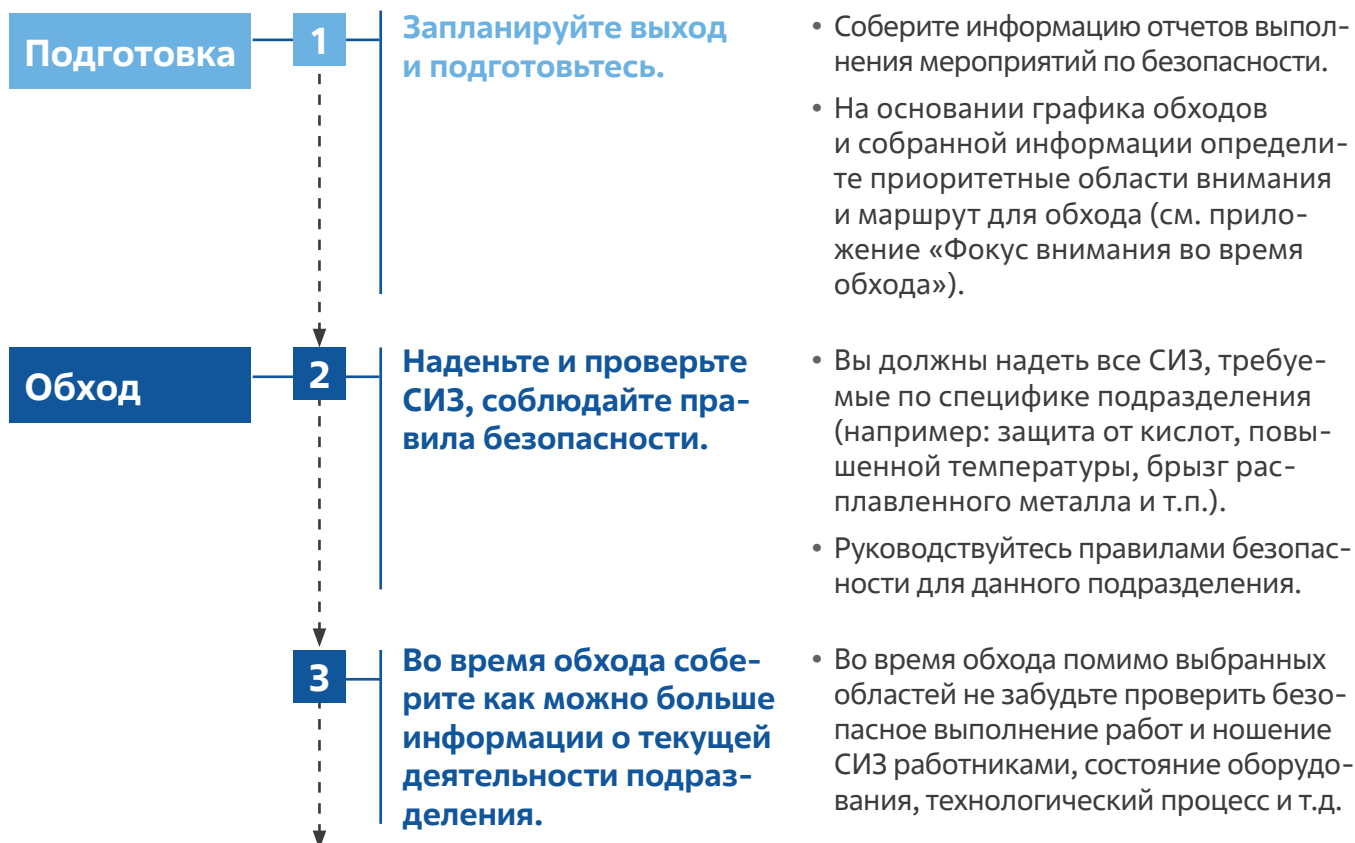 Подготовка
1
Запланируйте выход
и подготовьтесь.
• Соберите информацию отчетов выпол-
нения мероприятий по безопасности.
• На основании графика обходов
и собранной информации определи-
те приоритетные области внимания
и маршрут для обхода (см. прило-
жение «Фокус внимания во время
обхода»).
Обход
2
Наденьте и проверьте
СИЗ, соблюдайте пра-
вила безопасности.
• Вы должны надеть все СИЗ, требуе-
мые по специфике подразделения
(например: защита от кислот, повы-
шенной температуры, брызг рас-
плавленного металла и т.п.).
• Руководствуйтесь правилами безопас-
ности для данного подразделения.
3
Во время обхода собе-
рите как можно больше
информации о текущей
деятельности подраз-
деления.
• Во время обхода помимо выбранных
областей не забудьте проверить безо-
пасное выполнение работ и ношение
СИЗ работниками, состояние оборудо-
вания, технологический процесс и т.д.